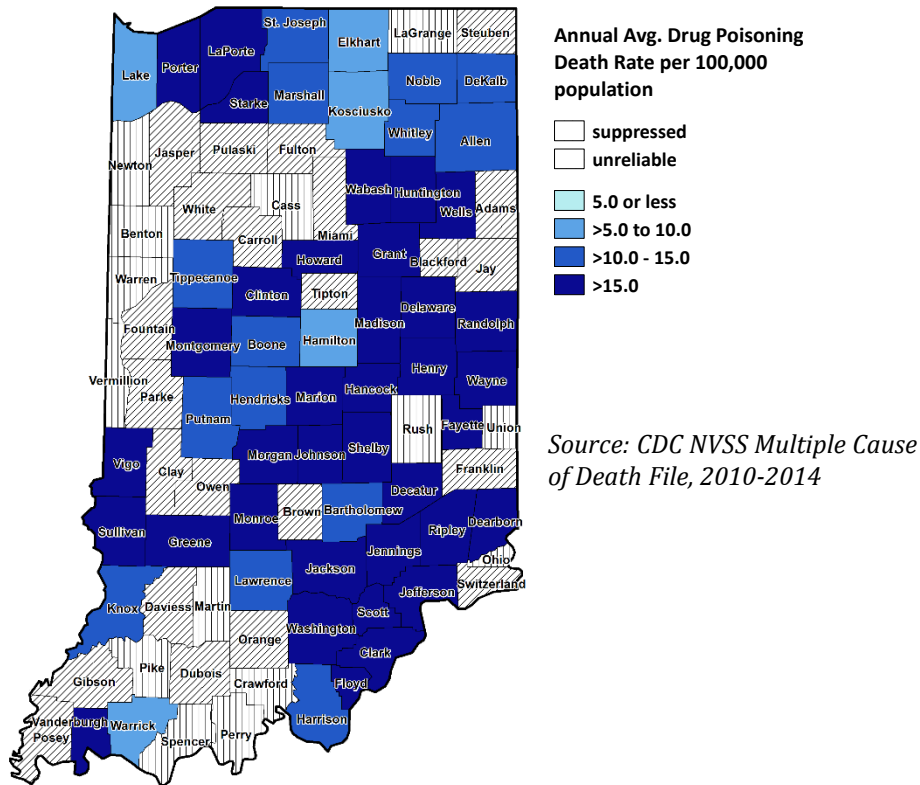 St. Joseph
LaGrange
Steuben
Elkhart
LaPorte
Porter
Lake
Noble
DeKalb
Starke
Marshall
Kosciusko
Whitley
Allen
Newton
Jasper
Pulaski
Fulton
Wabash
Huntington
Wells
Adams
White
Cass
Miami
Benton
Carroll
Grant
Blackford
Howard
Jay
Warren
Tippecanoe
Clinton
Tipton
Delaware
Madison
Randolph
Fountain
Montgomery
Boone
Hamilton
Henry
Wayne
Vermillion
Parke
Hendricks
Marion
Hancock
Putnam
Rush
Fayette
Union
Shelby
Vigo
Clay
Morgan
Johnson
Franklin
Owen
Decatur
Brown
Bartholomew
Monroe
Sullivan
Greene
Ripley
Dearborn
Jennings
Ohio
Jackson
Lawrence
Switzerland
Jefferson
Knox
Daviess
Martin
Scott
Washington
Orange
Clark
Pike
Dubois
Gibson
Crawford
Floyd
Vanderburgh
Warrick
Harrison
Posey
Spencer
Perry
Annual Avg. Drug Poisoning
Death Rate per 100,000
population
suppressed
unreliable
5.0 or less
>5.0 to 10.0
>10.0 - 15.0
>15.0
Source: CDC NVSS Multiple Cause
of Death File, 2010-2014